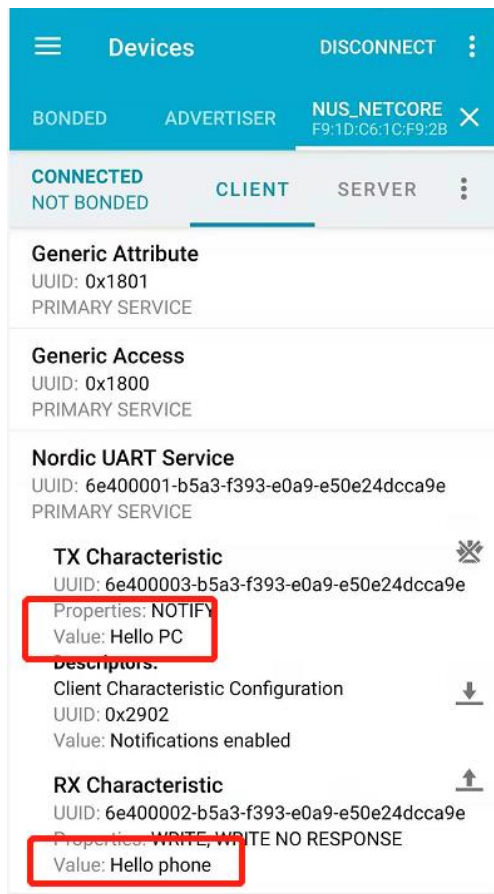 Devices
DISCONNECT
BONDED
ADVERTISER
NUS_NETCORE
F9:1D:C6:1C:F9:2B
CONNECTED
NOT BONDED
CLIENT
SERVER
Generic Attribute
UUID: 0x1801
PRIMARY SERVICE
Generic Access
UUID: 0x1800
PRIMARY SERVICE
Nordic UART Service
UUID: 6e400001-b5a3-f393-e0a9-e50e24dcca9e
PRIMARY SERVICE
TX Characteristic
UUID: 6e400003-b5a3-f393-e0a9-e50e24dcca9e
Properties: NOTIFY
Value: Hello PC
Descriptors:
Client Characteristic Configuration
UUID: 0x2902
Value: Notifications enabled
RX Characteristic
UUID: 6e400002-b5a3-f393-e0a9-e50e24dcca9e
Properties: WRITE, WRITE NO RESPONSE
Value: Hello phone